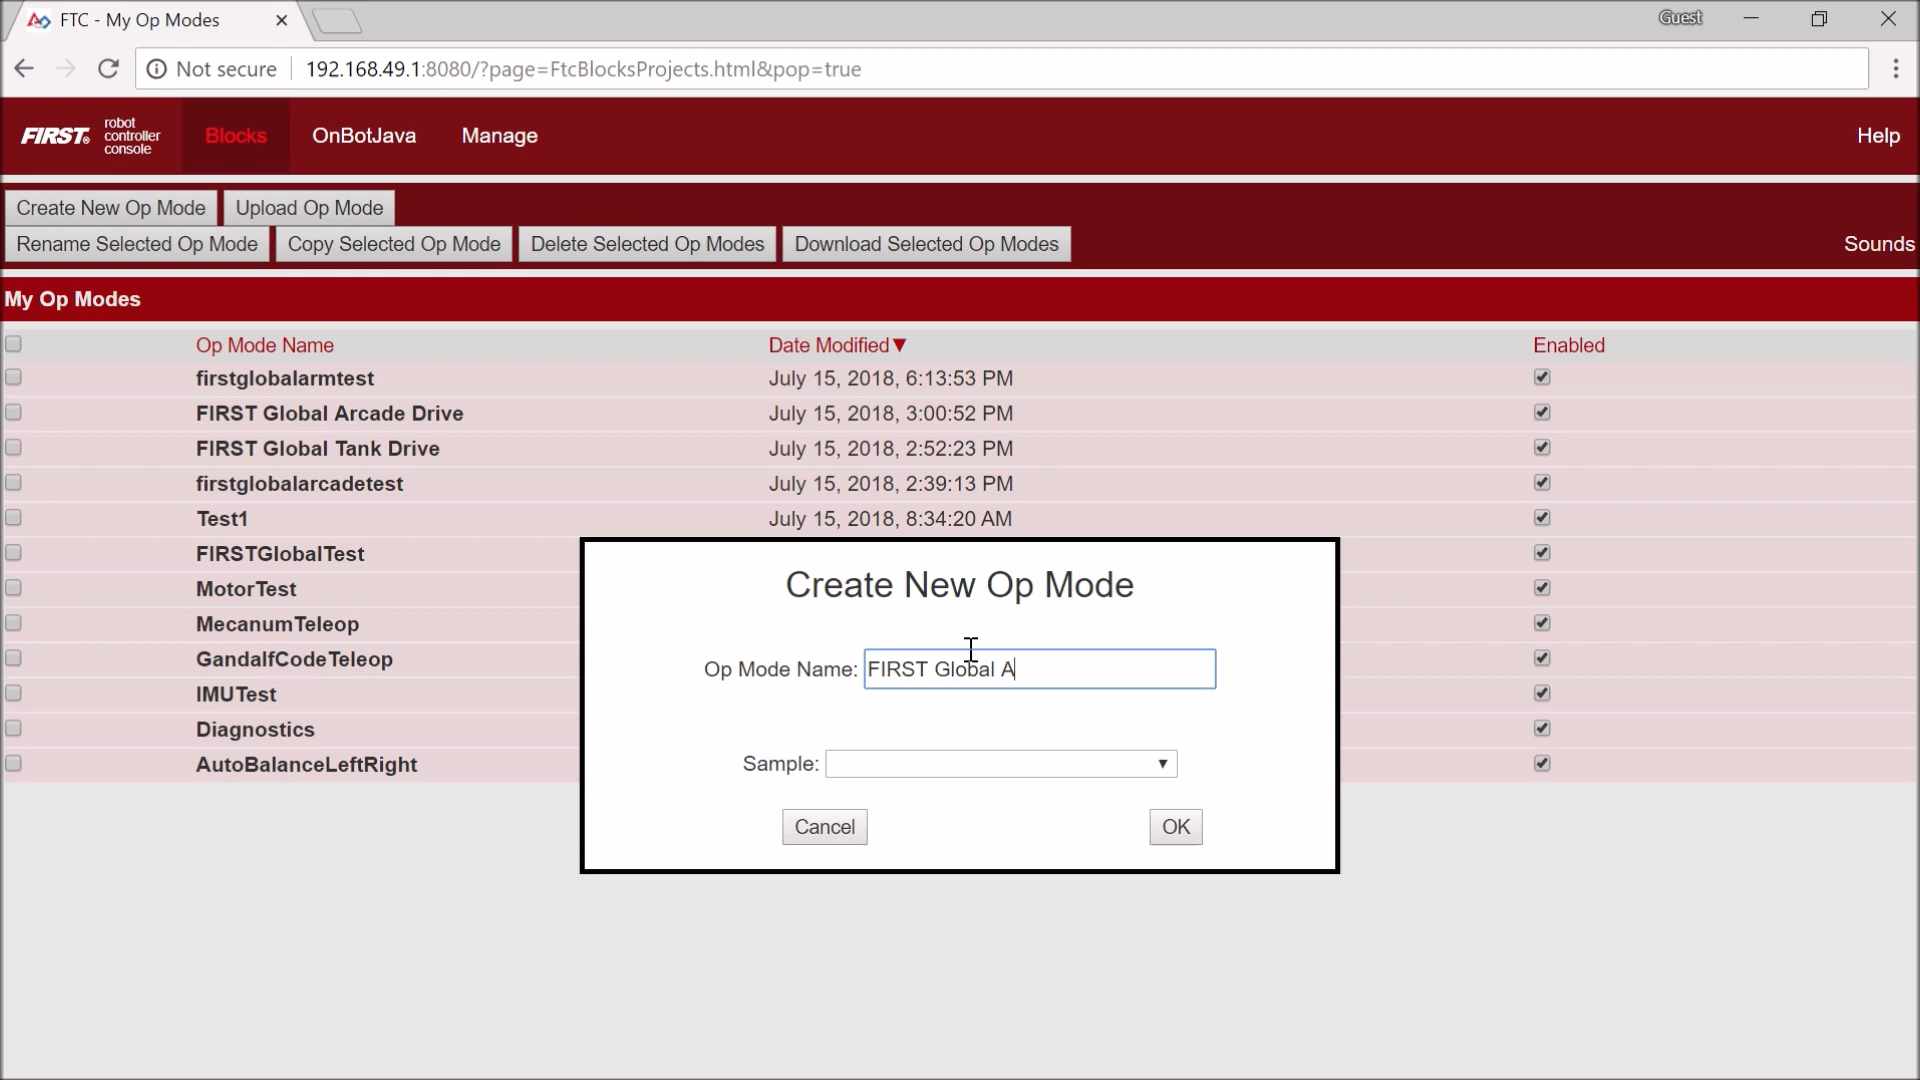 FTC - My Op Modes
Guest
Not secure 192.168.49.1:8080/?page=FtcBlocksProjects.html&pop=true
FIRST® robot controller console Blocks OnBotJava Manage Help
Create New Op Mode Upload Op Mode
Rename Selected Op Mode Copy Selected Op Mode Delete Selected Op Modes Download Selected Op Modes Sounds
My Op Modes
Op Mode Name Date Modified▼ Enabled
firstglobalarmtest July 15, 2018, 6:13:53 PM
FIRST Global Arcade Drive July 15, 2018, 3:00:52 PM
FIRST Global Tank Drive July 15, 2018, 2:52:23 PM
firstglobalarcadetest July 15, 2018, 2:39:13 PM
Test1 July 15, 2018, 8:34:20 AM
FIRSTGlobalTest
MotorTest
MecanumTeleop
GandalfCodeTeleop
IMUTest
Diagnostics
AutoBalanceLeftRight
Create New Op Mode
Op Mode Name: FIRST Global A
Sample:
Cancel OK